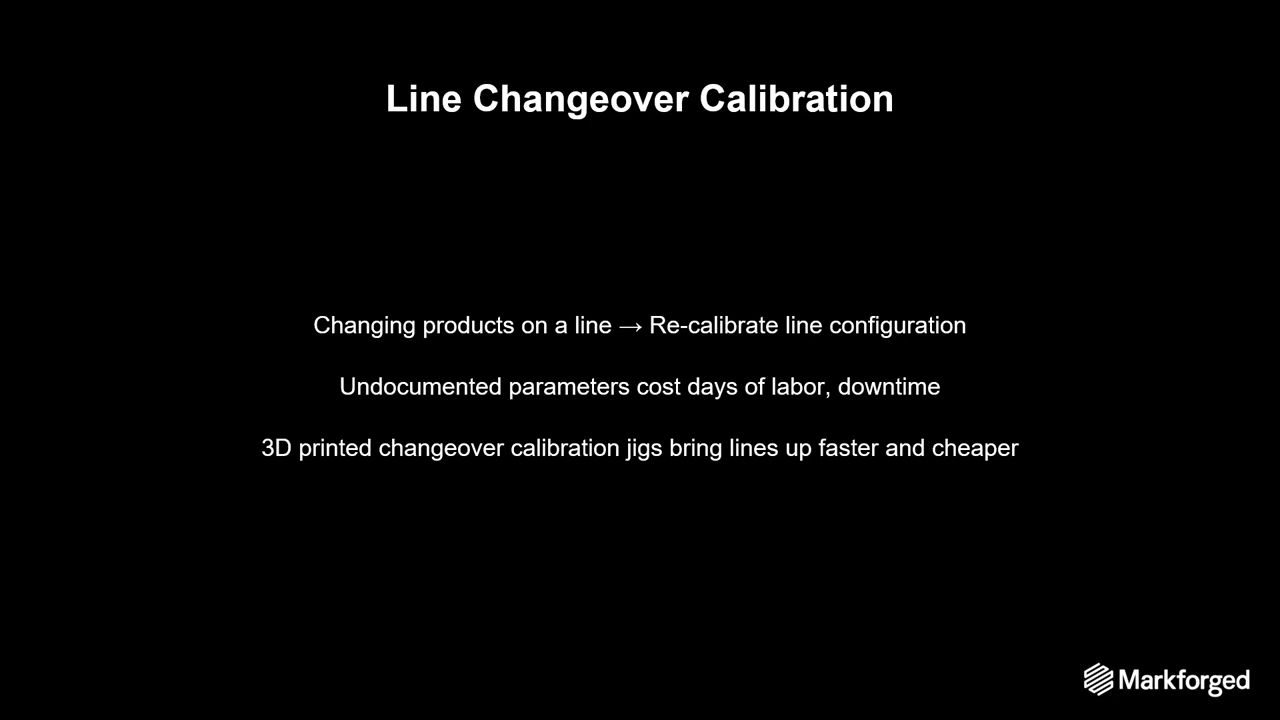 Line Changeover Calibration
Changing products on a line → Re-calibrate line configuration
Undocumented parameters cost days of labor, downtime
3D printed changeover calibration jigs bring lines up faster and cheaper
Markforged